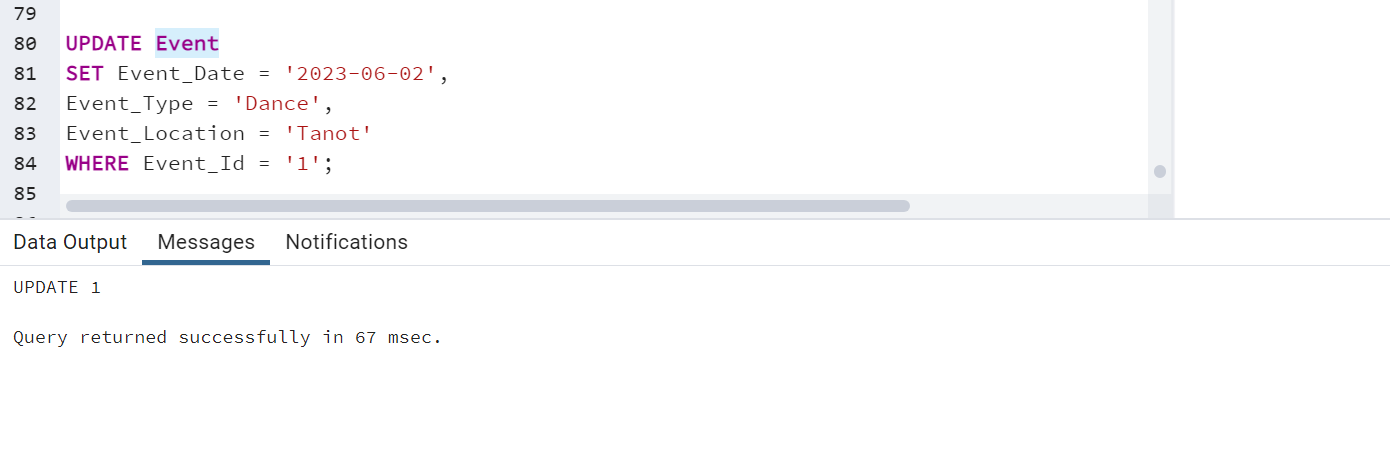 79
80 UPDATE Event
81 SET Event_Date = '2023-06-02',
82 Event_Type = 'Dance',
83 Event_Location = 'Tanot'
84 WHERE Event_Id = '1';
85
Data Output Messages Notifications
UPDATE 1
Query returned successfully in 67 msec.